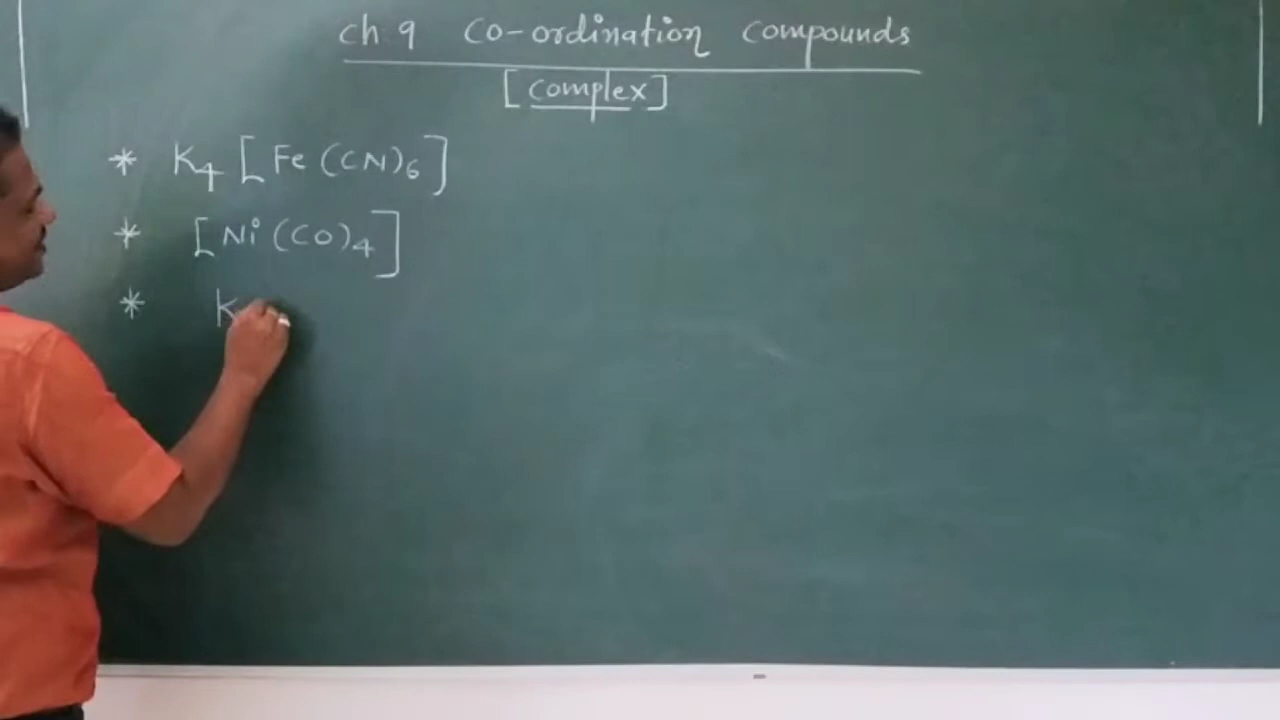 ch 9 Co-ordination compounds
[complex]
* K4 [Fe (CN)6]
* [Ni (CO)4]
* K